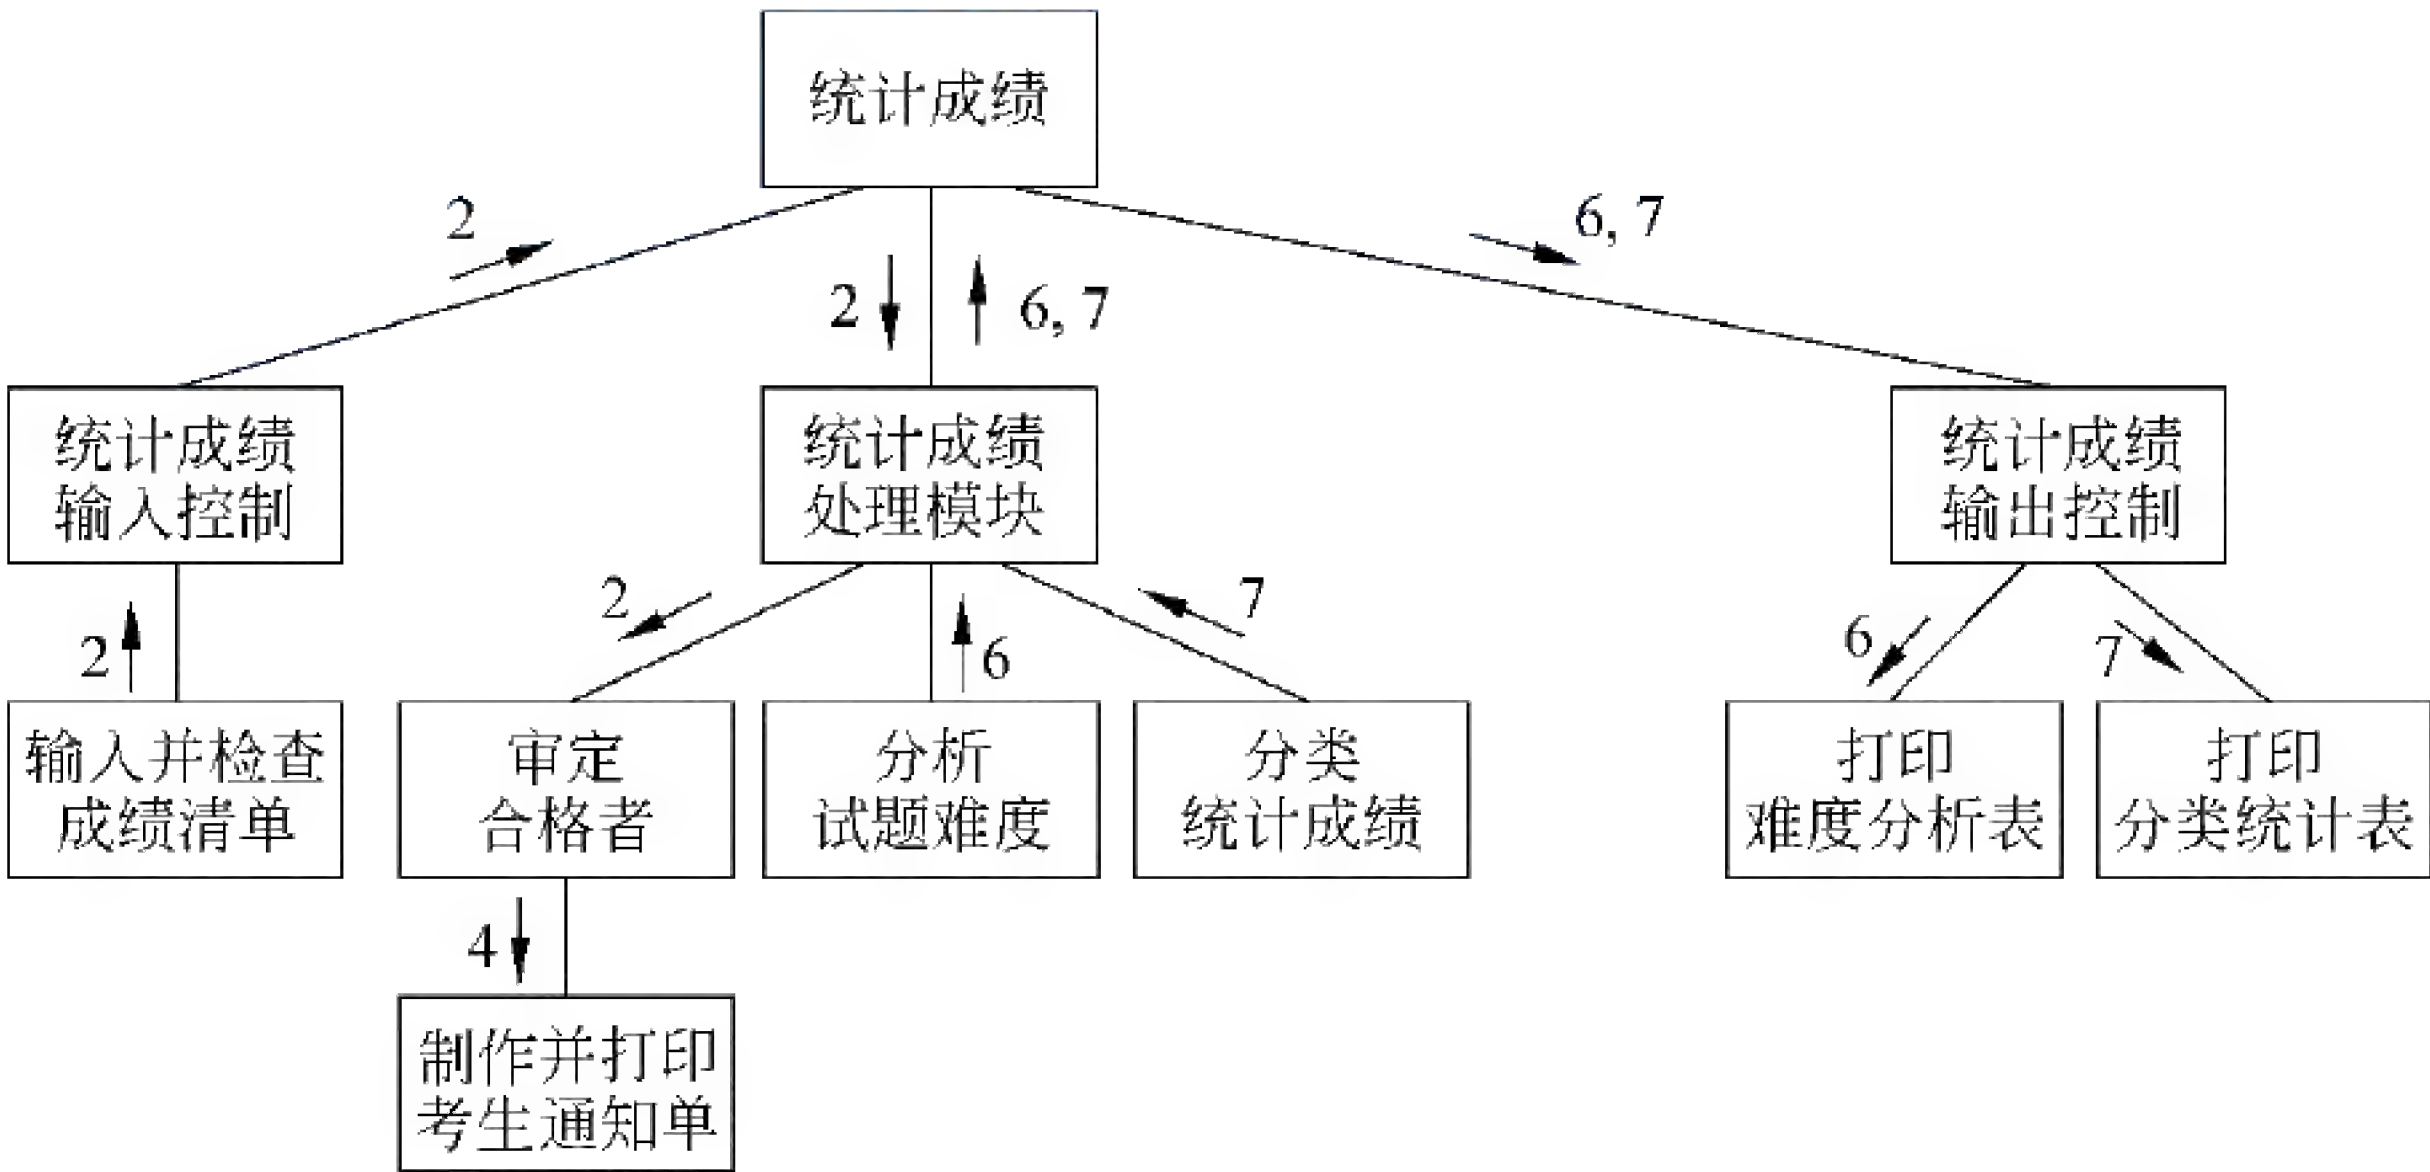 统计成绩
2
6, 7
2
6, 7
统计成绩
输入控制
统计成绩
处理模块
统计成绩
输出控制
2
2
6
7
6
7
输入并检查
成绩清单
审定
合格者
分析
试题难度
分类
统计成绩
打印
难度分析表
打印
分类统计表
4
制作并打印
考生通知单